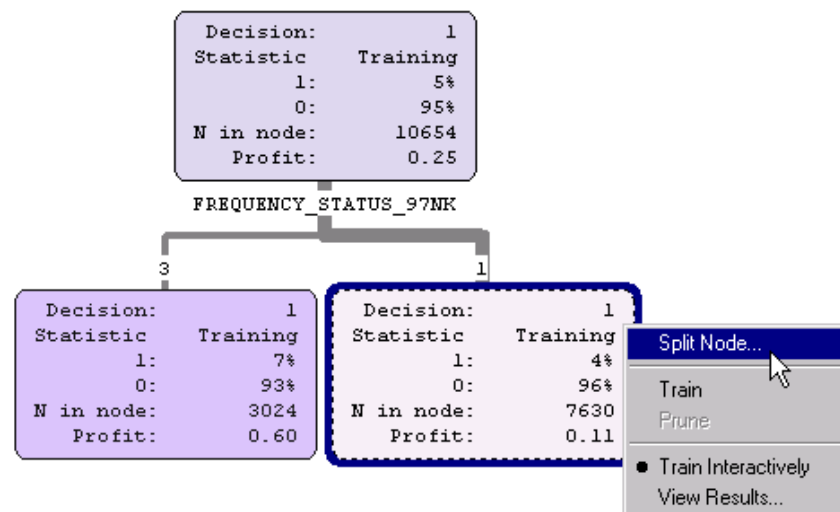 Decision: 1
Statistic Training
1: 5%
0: 95%
N in node: 10654
Profit: 0.25
FREQUENCY_STATUS_97NK
3 1
Decision: 1
Statistic Training
1: 7%
0: 93%
N in node: 3024
Profit: 0.60
Decision: 1
Statistic Training
1: 4%
0: 96%
N in node: 7630
Profit: 0.11
Split Node...
Train
Prune
Train Interactively
View Results...